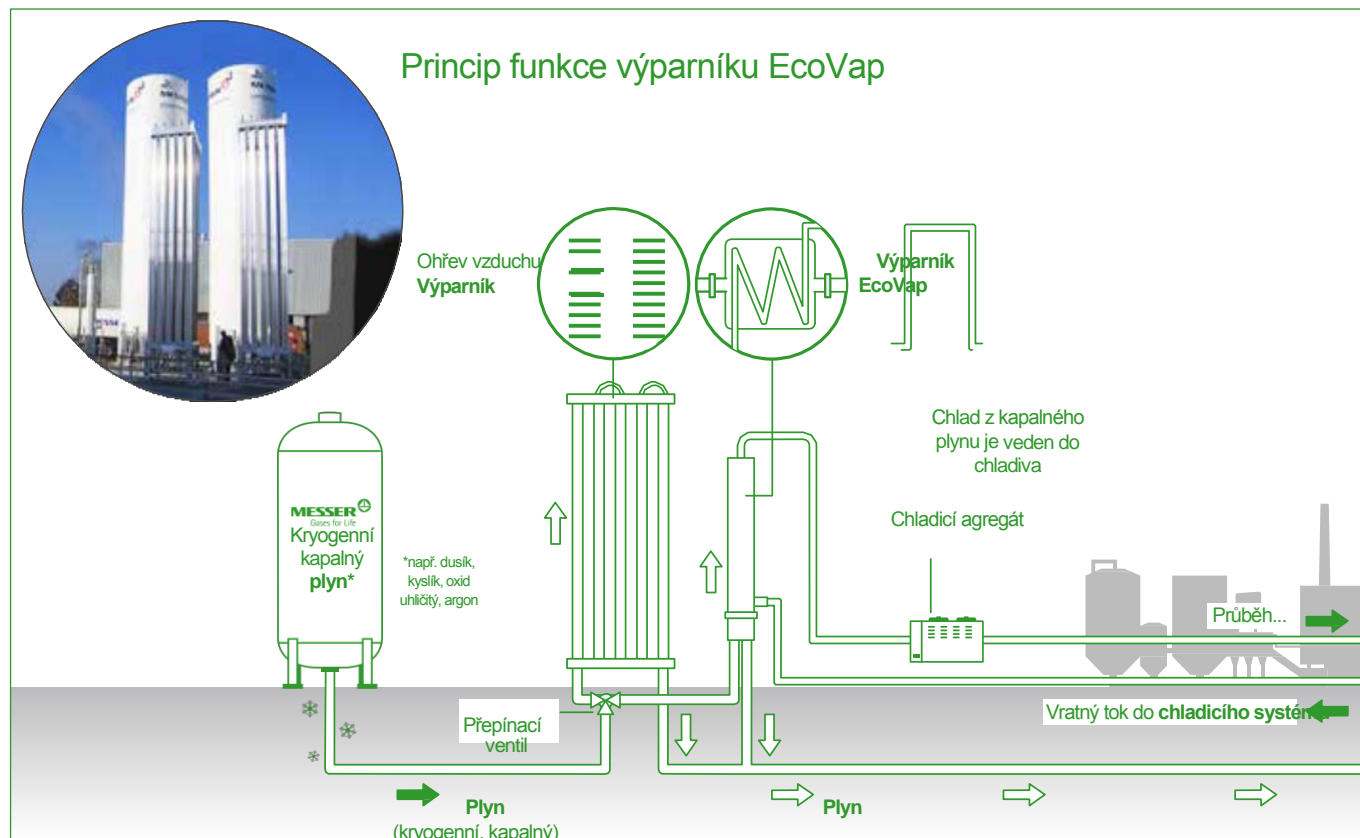 Princip funkce výparníku EcoVap
Ohřev vzduchu
Výparník
Výparník
EcoVap
Chlad z kapalného
plynu je veden do
chladiva
Chladicí agregát
MESSER
Gases for Life
Kryogenní
kapalný
plyn*
*např. dusík,
kyslík, oxid
uhličitý, argon
Průběh...
Vratný tok do chladicího systém
Přepínací
ventil
Plyn
(kryogenní, kapalný)
Plyn